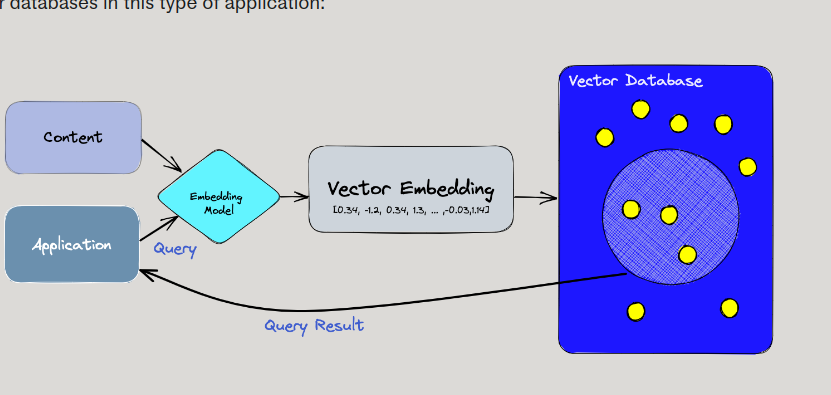 r databases in this type of application:
Vector Database
Content
Embedding
Model
Vector Embedding
[0.34, -1.2, 0.34, 1.3, ... ,-0.03,1.14]
Application
Query
Query Result